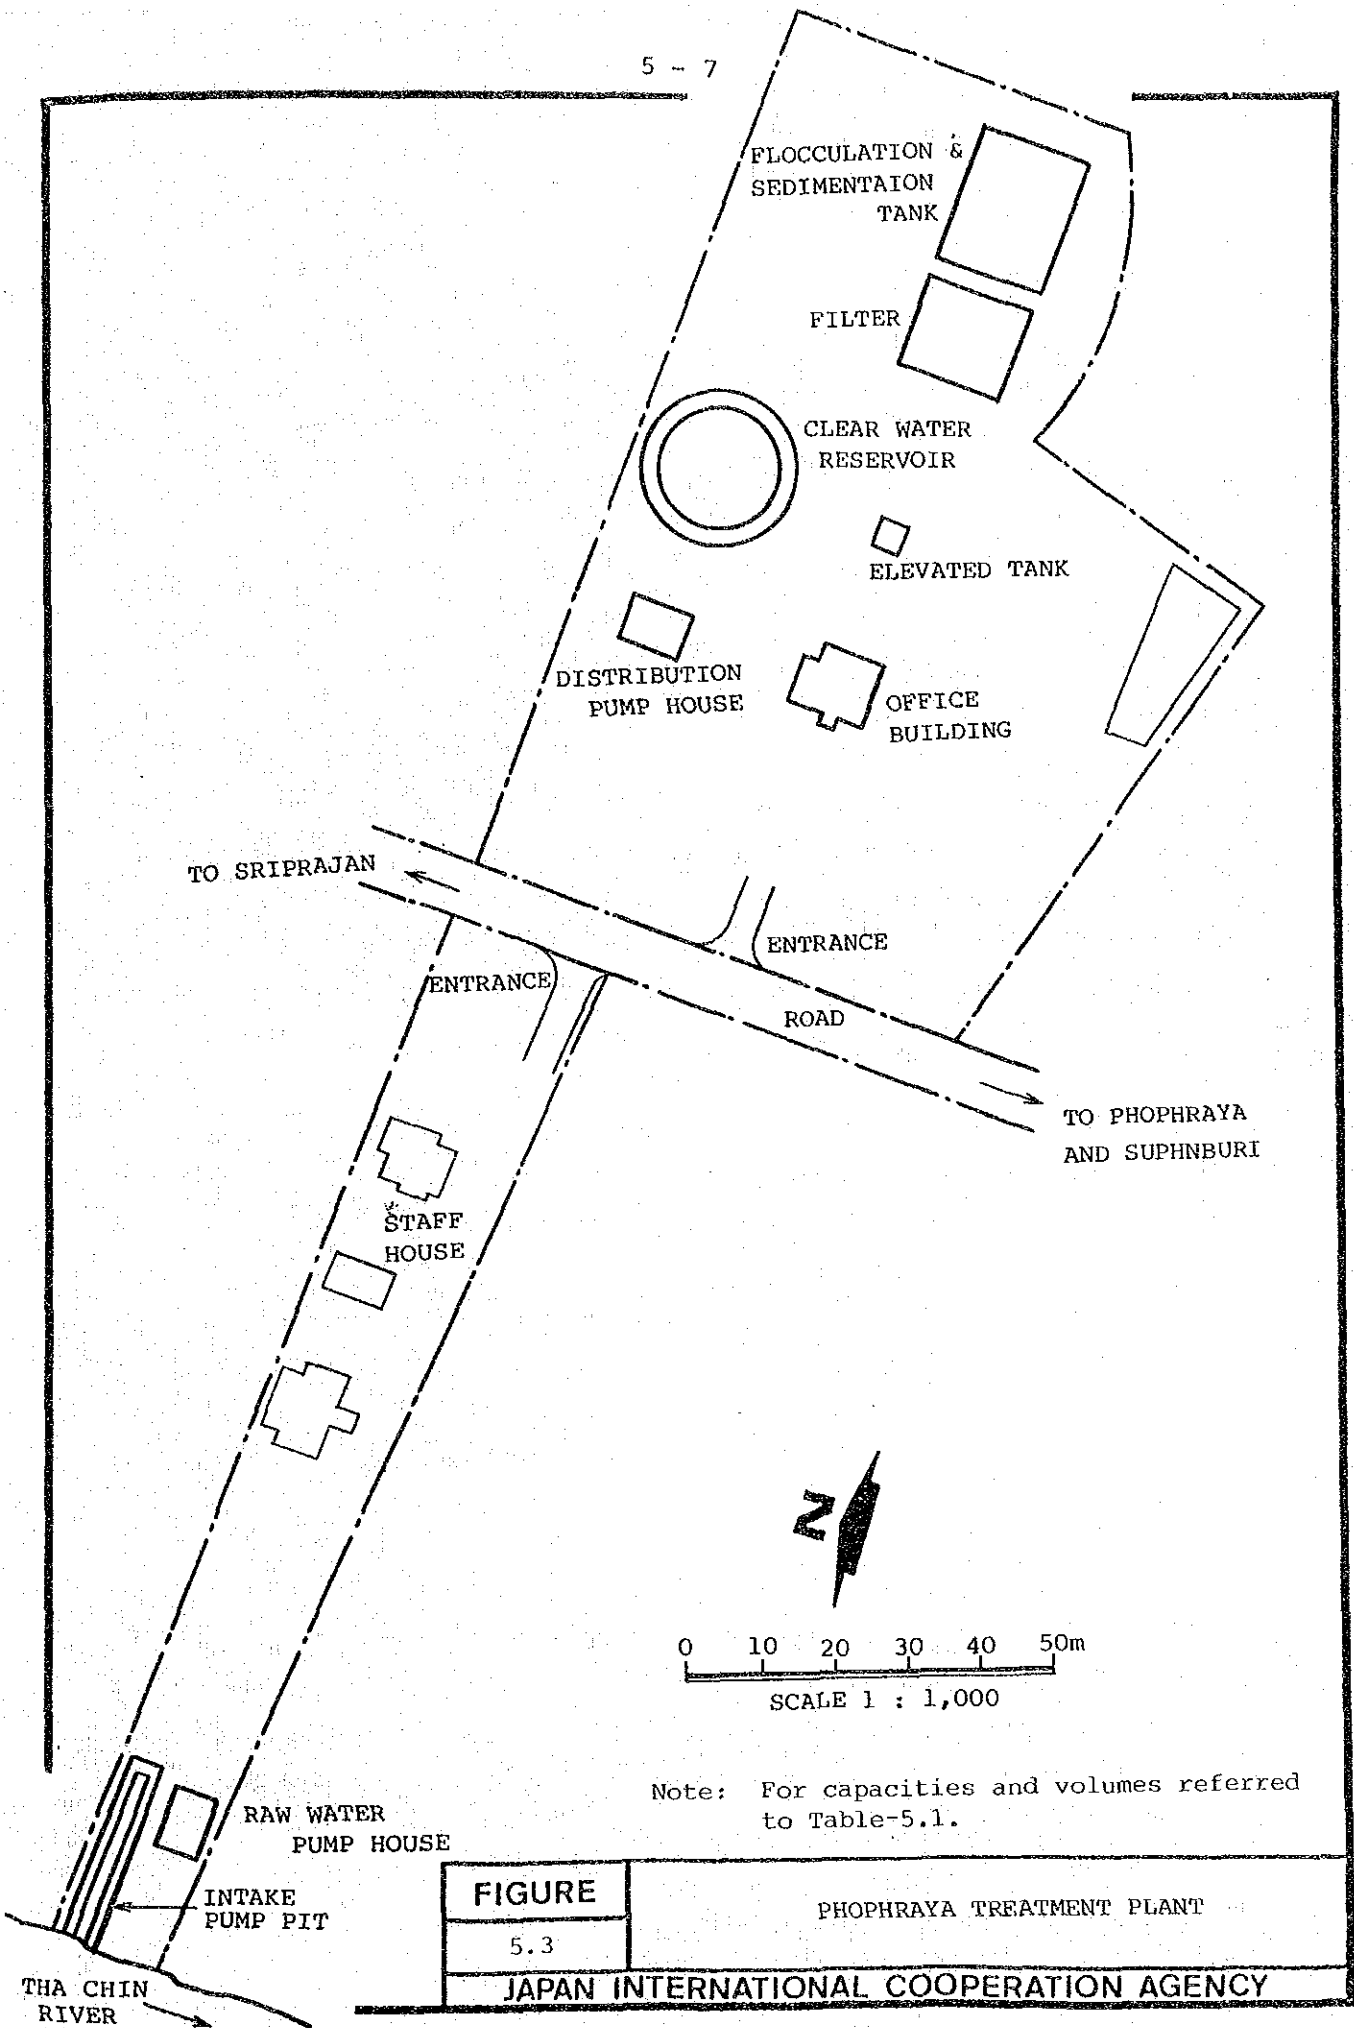 5 - 7
FLOCCULATION &
SEDIMENTAION
TANK
FILTER
CLEAR WATER
RESERVOIR
ELEVATED TANK
DISTRIBUTION
PUMP HOUSE
OFFICE
BUILDING
TO SRIPRAJAN
ENTRANCE
ENTRANCE
ROAD
TO PHOPHRAYA
AND SUPHNBURI
STAFF
HOUSE
N
0 10 20 30 40 50m
SCALE 1 : 1,000
Note: For capacities and volumes referred
to Table-5.1.
RAW WATER
PUMP HOUSE
INTAKE
PUMP PIT
THA CHIN
RIVER
FIGURE
5.3
PHOPHRAYA TREATMENT PLANT
JAPAN INTERNATIONAL COOPERATION AGENCY